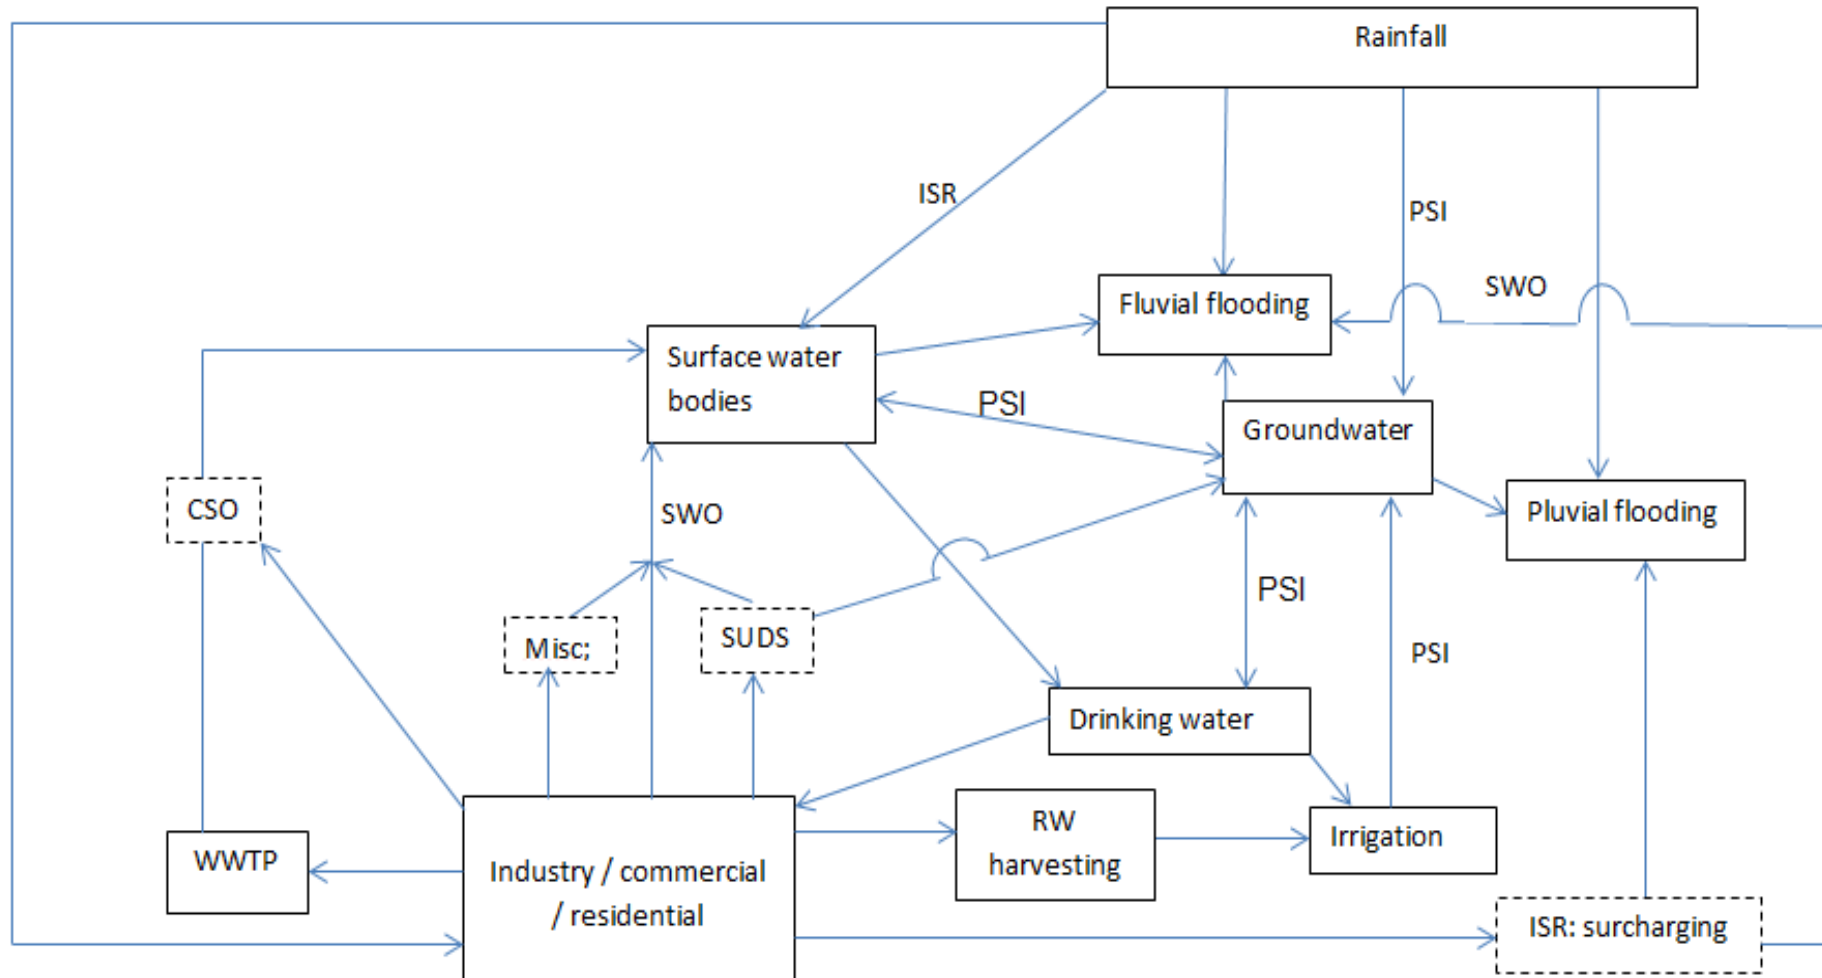 Rainfall
ISR
PSI
Fluvial flooding
SWO
Surface water
bodies
PSI
Groundwater
CSO
SWO
Pluvial flooding
PSI
Misc;
SUDS
PSI
Drinking water
RW
harvesting
Irrigation
WWTP
Industry / commercial
/ residential
ISR: surcharging